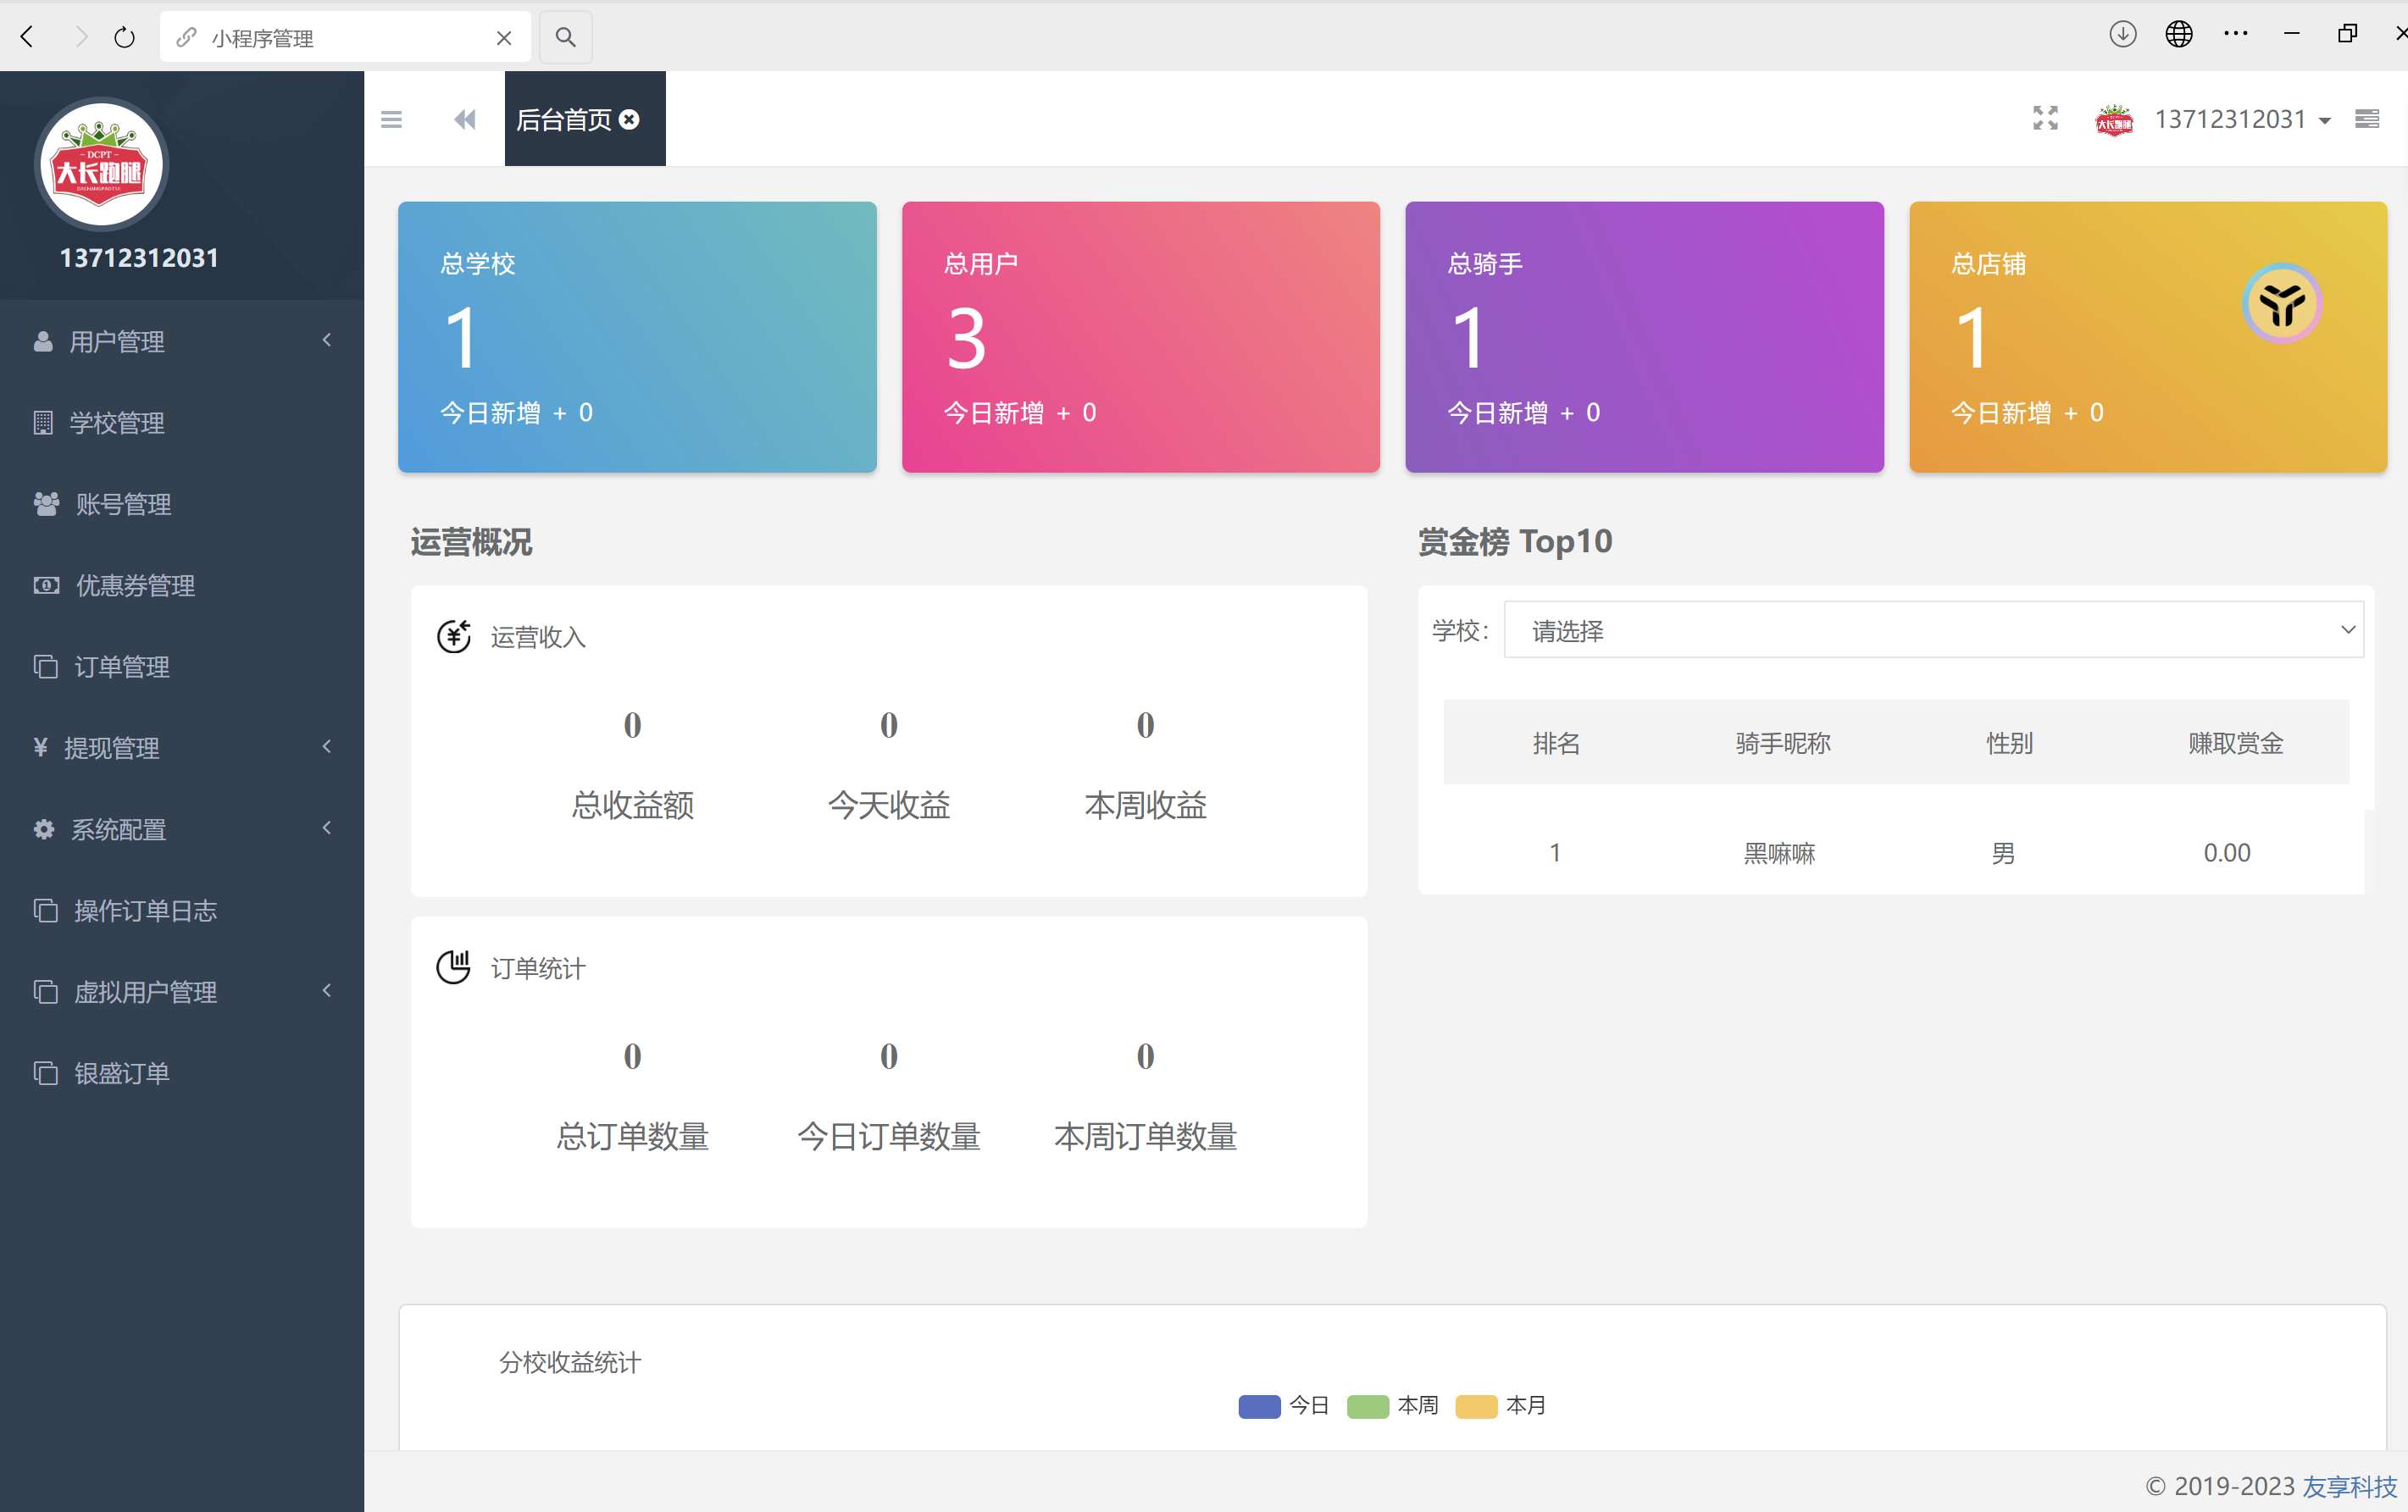 小程序管理
- DCPT -
大长跑腿
DACHANGPAOTUI
13712312031
用户管理
学校管理
账号管理
优惠券管理
订单管理
¥ 提现管理
系统配置
操作订单日志
虚拟用户管理
银盛订单
后台首页
大长跑腿
13712312031
总学校
1
今日新增 + 0
总用户
3
今日新增 + 0
总骑手
1
今日新增 + 0
总店铺
1
今日新增 + 0
运营概况
运营收入
0 0 0
总收益额 今天收益 本周收益
订单统计
0 0 0
总订单数量 今日订单数量 本周订单数量
赏金榜 Top10
学校: 请选择
排名 骑手昵称 性别 赚取赏金
1 黑嘛嘛 男 0.00
分校收益统计
今日 本周 本月
© 2019-2023 友享科技